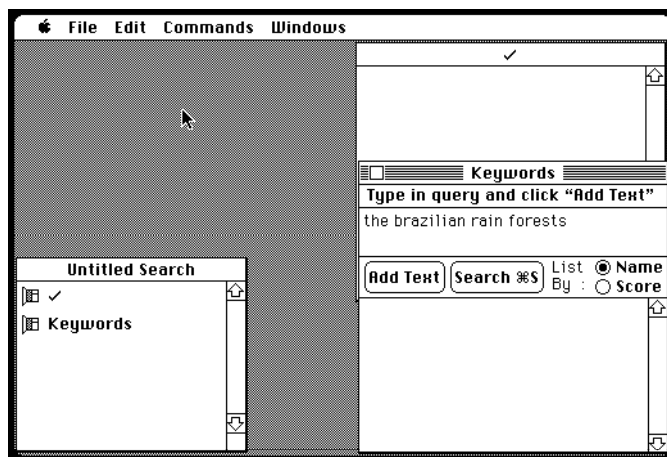 File Edit Commands Windows
✓
Keywords
Type in query and click “Add Text”
the brazilian rain forests
Add Text Search ⌘S List By : Name Score
Untitled Search
✓
Keywords